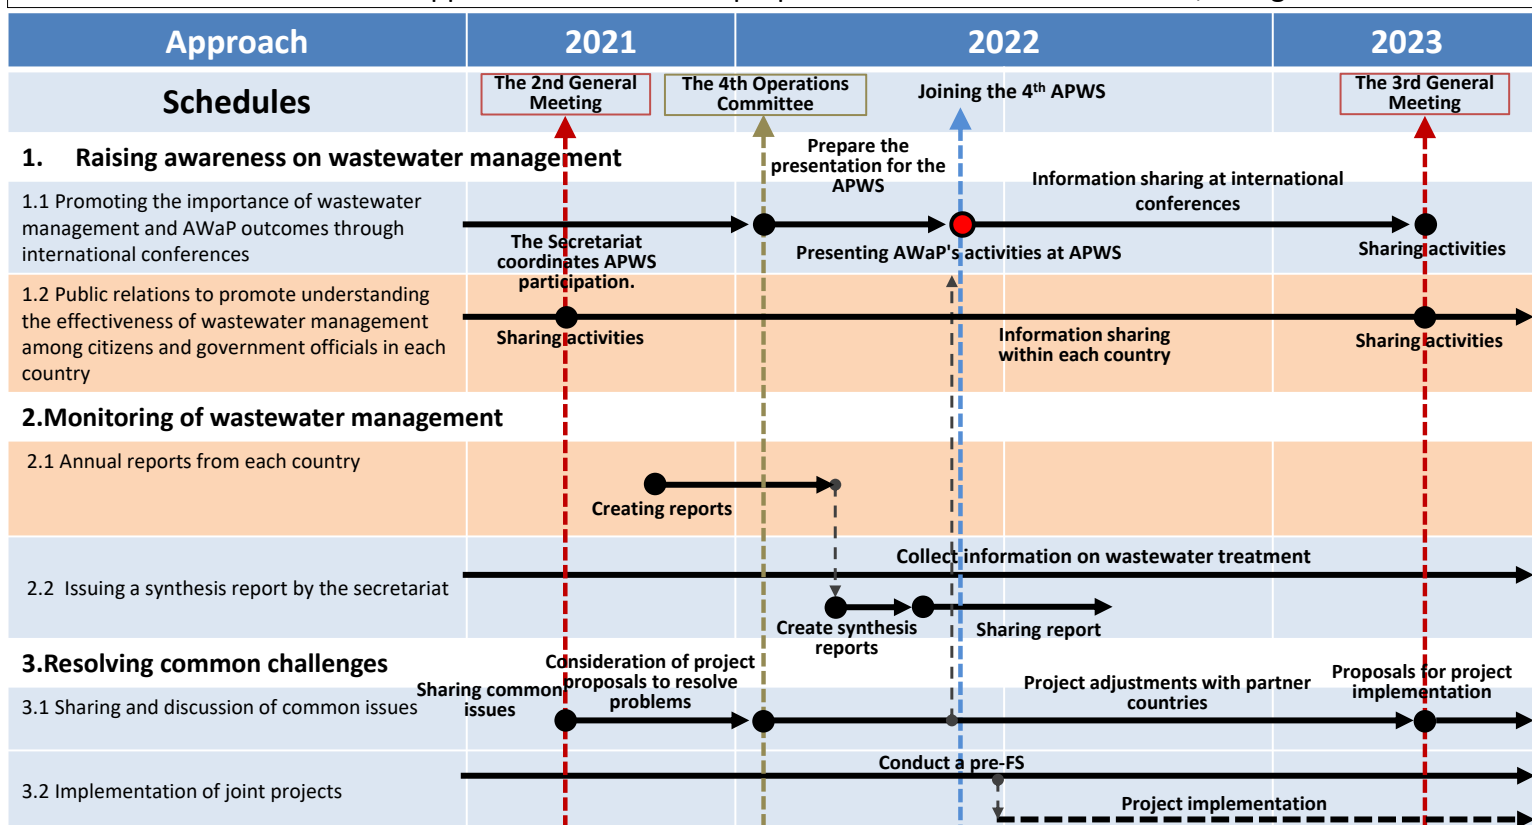 Approach
2021
2022
2023
Schedules
The 2nd General
Meeting
The 4th Operations
Committee
Joining the 4th APWS
The 3rd General
Meeting
1. Raising awareness on wastewater management
1.1 Promoting the importance of wastewater
management and AWaP outcomes through
international conferences
The Secretariat
coordinates APWS
participation.
Prepare the
presentation for the
APWS
Presenting AWaP's activities at APWS
Information sharing at international
conferences
Sharing activities
1.2 Public relations to promote understanding
the effectiveness of wastewater management
among citizens and government officials in each
country
Sharing activities
Information sharing
within each country
Sharing activities
2.Monitoring of wastewater management
2.1 Annual reports from each country
Creating reports
2.2 Issuing a synthesis report by the secretariat
Collect information on wastewater treatment
Create synthesis
reports
Sharing report
3.Resolving common challenges
3.1 Sharing and discussion of common issues
Sharing common
issues
Consideration of project
proposals to resolve
problems
Project adjustments with partner
countries
Proposals for project
implementation
3.2 Implementation of joint projects
Conduct a pre-FS
Project implementation